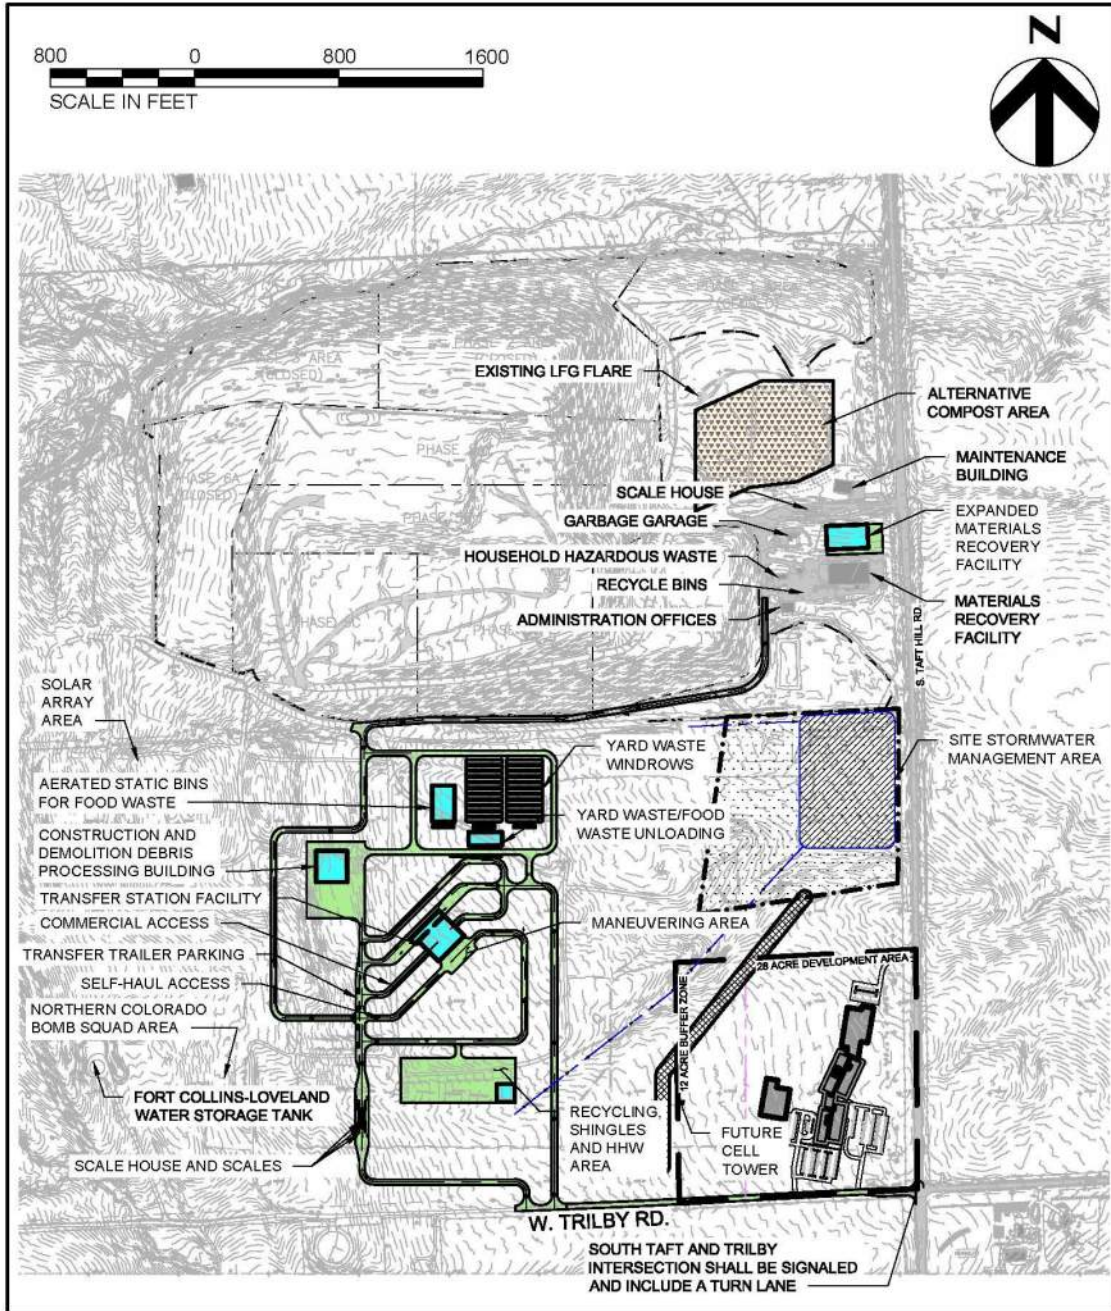 800 0 800 1600
SCALE IN FEET
N
EXISTING LFG FLARE
ALTERNATIVE
COMPOST AREA
MAINTENANCE
BUILDING
SCALE HOUSE
GARBAGE GARAGE
EXPANDED
MATERIALS
RECOVERY
FACILITY
HOUSEHOLD HAZARDOUS WASTE
RECYCLE BINS
ADMINISTRATION OFFICES
MATERIALS
RECOVERY
FACILITY
S. TAFT HILL RD.
(CLOSED)
PHASE
SOLAR
ARRAY
AREA
YARD WASTE
WINDROWS
SITE STORMWATER
MANAGEMENT AREA
AERATED STATIC BINS
FOR FOOD WASTE
YARD WASTE/FOOD
WASTE UNLOADING
CONSTRUCTION AND
DEMOLITION DEBRIS
PROCESSING BUILDING
TRANSFER STATION FACILITY
COMMERCIAL ACCESS
MANEUVERING AREA
TRANSFER TRAILER PARKING
SELF-HAUL ACCESS
28 ACRE DEVELOPMENT AREA
12 ACRE BUFFER ZONE
NORTHERN COLORADO
BOMB SQUAD AREA
FORT COLLINS-LOVELAND
WATER STORAGE TANK
RECYCLING,
SHINGLES
AND HHW
AREA
FUTURE
CELL
TOWER
SCALE HOUSE AND SCALES
W. TRILBY RD.
SOUTH TAFT AND TRILBY
INTERSECTION SHALL BE SIGNALED
AND INCLUDE A TURN LANE